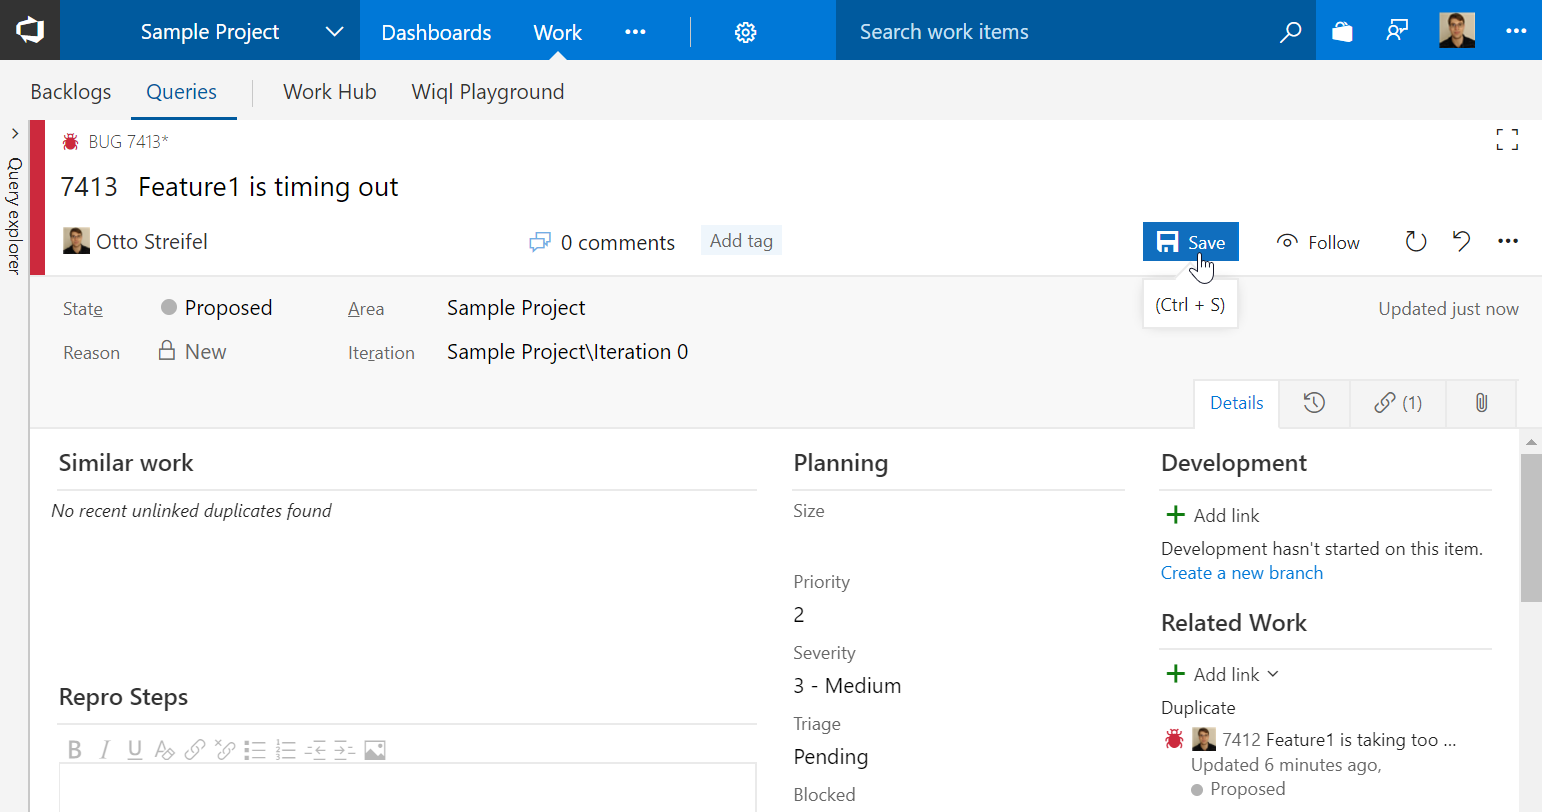 Sample Project
Dashboards
Work
Search work items
Backlogs
Queries
Work Hub
Wiql Playground
Query explorer
BUG 7413*
7413 Feature1 is timing out
Otto Streifel
0 comments
Add tag
Save
Follow
(Ctrl + S)
State
Proposed
Area
Sample Project
Updated just now
Reason
New
Iteration
Sample Project\Iteration 0
Details
(1)
Similar work
No recent unlinked duplicates found
Repro Steps
B I U A
Planning
Size
Priority
2
Severity
3 - Medium
Triage
Pending
Blocked
Development
Add link
Development hasn't started on this item.
Create a new branch
Related Work
Add link
Duplicate
7412 Feature1 is taking too ...
Updated 6 minutes ago,
Proposed